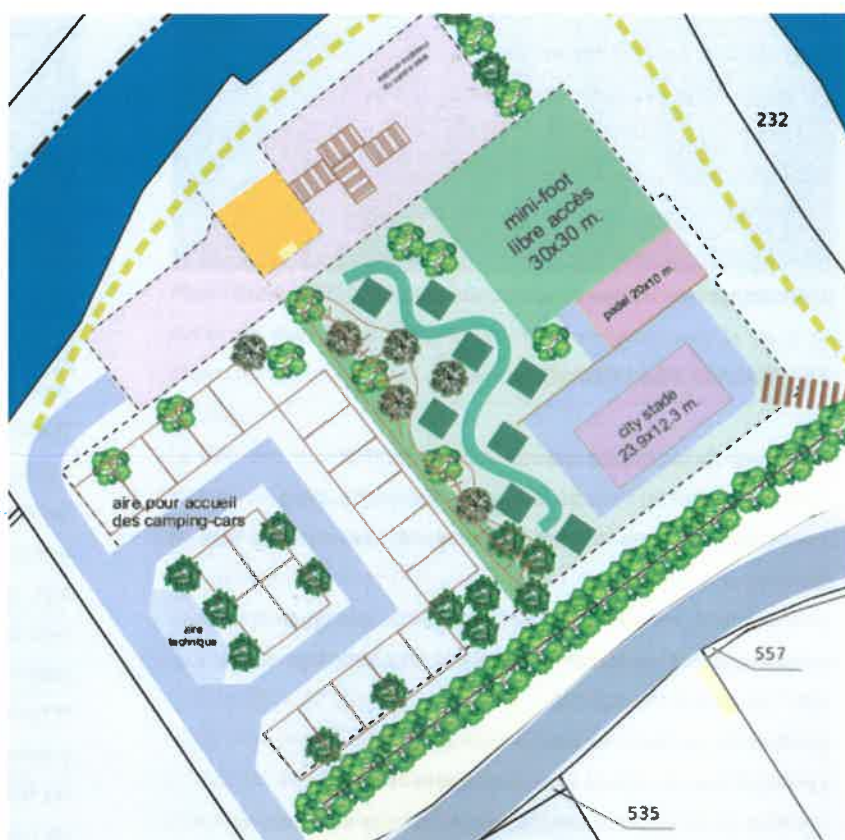 232
mini-foot
libre accès
30x30 m.
padel 20x10 m.
city stade
23.9x12.3 m.
aire pour accueil
des camping-cars
aire
technique
557
535